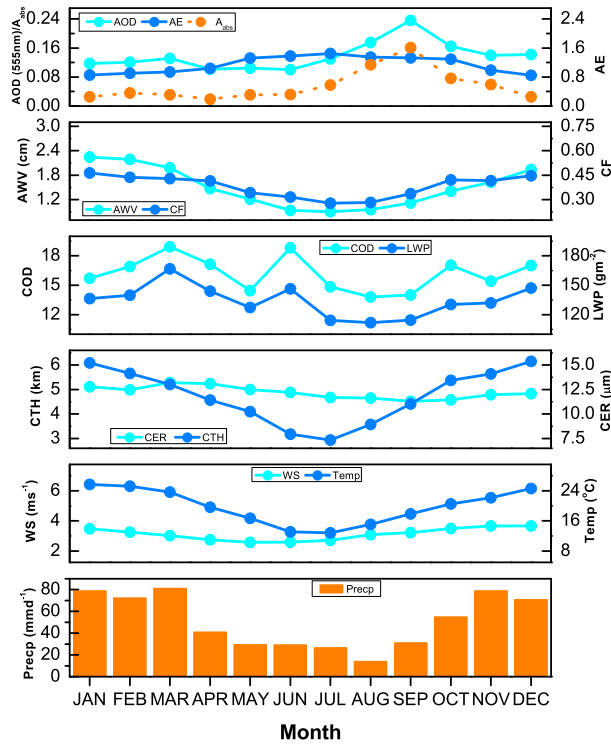 AOD AE A_abs
AOD (555nm)/A_abs
0.24
0.16
0.08
0.00
2.4
1.6
0.8
0.0
AE
AWV (cm)
3.0
2.4
1.8
1.2
0.75
0.60
0.45
0.30
CF
AWV CF
COD
18
15
12
COD LWP
180
150
120
LWP (gm⁻²)
CTH (km)
6
5
4
3
15.0
12.5
10.0
7.5
CER (μm)
CER CTH
WS (ms⁻¹)
6
4
2
WS Temp
24
16
8
Temp (°C)
Precp (mmd⁻¹)
80
60
40
20
0
Precp
JAN FEB MAR APR MAY JUN JUL AUG SEP OCT NOV DEC
Month